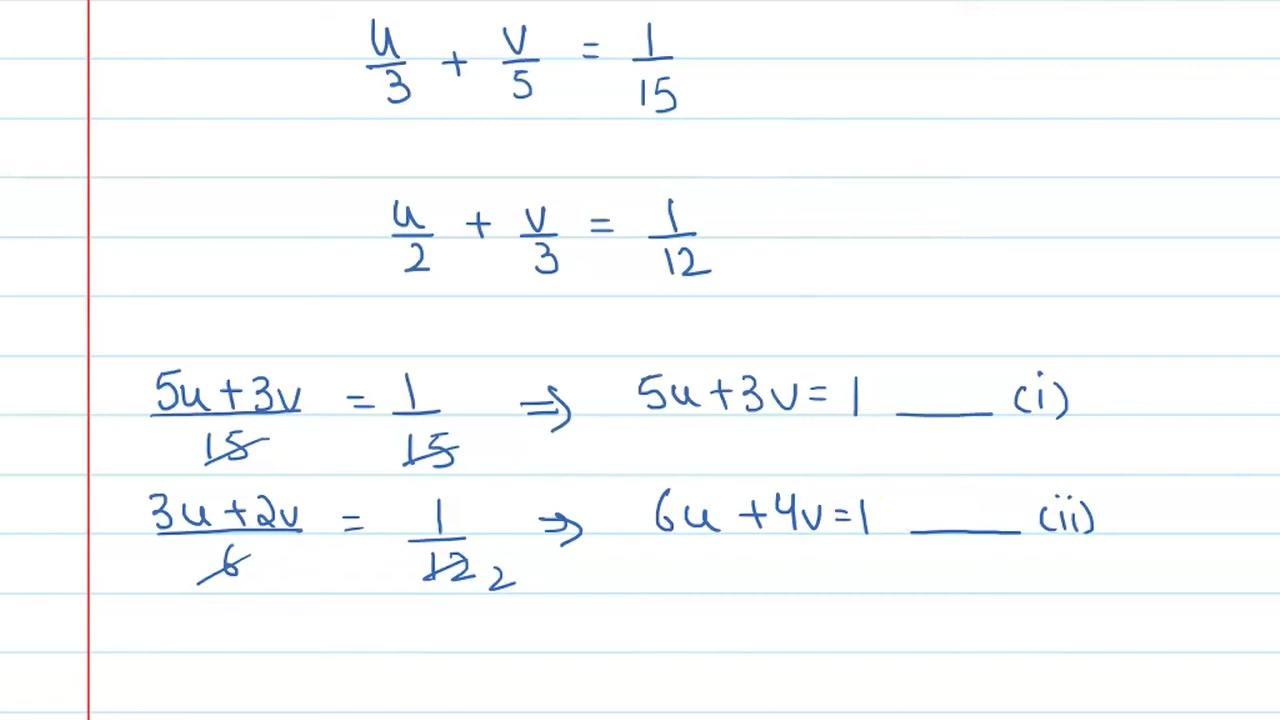 u/3 + v/5 = 1/15
u/2 + v/3 = 1/12
5u+3v/15 = 1/15 ⇒ 5u+3v=1 ____ (i)
3u+2v/6 = 1/12 2 ⇒ 6u+4v=1 ____ (ii)